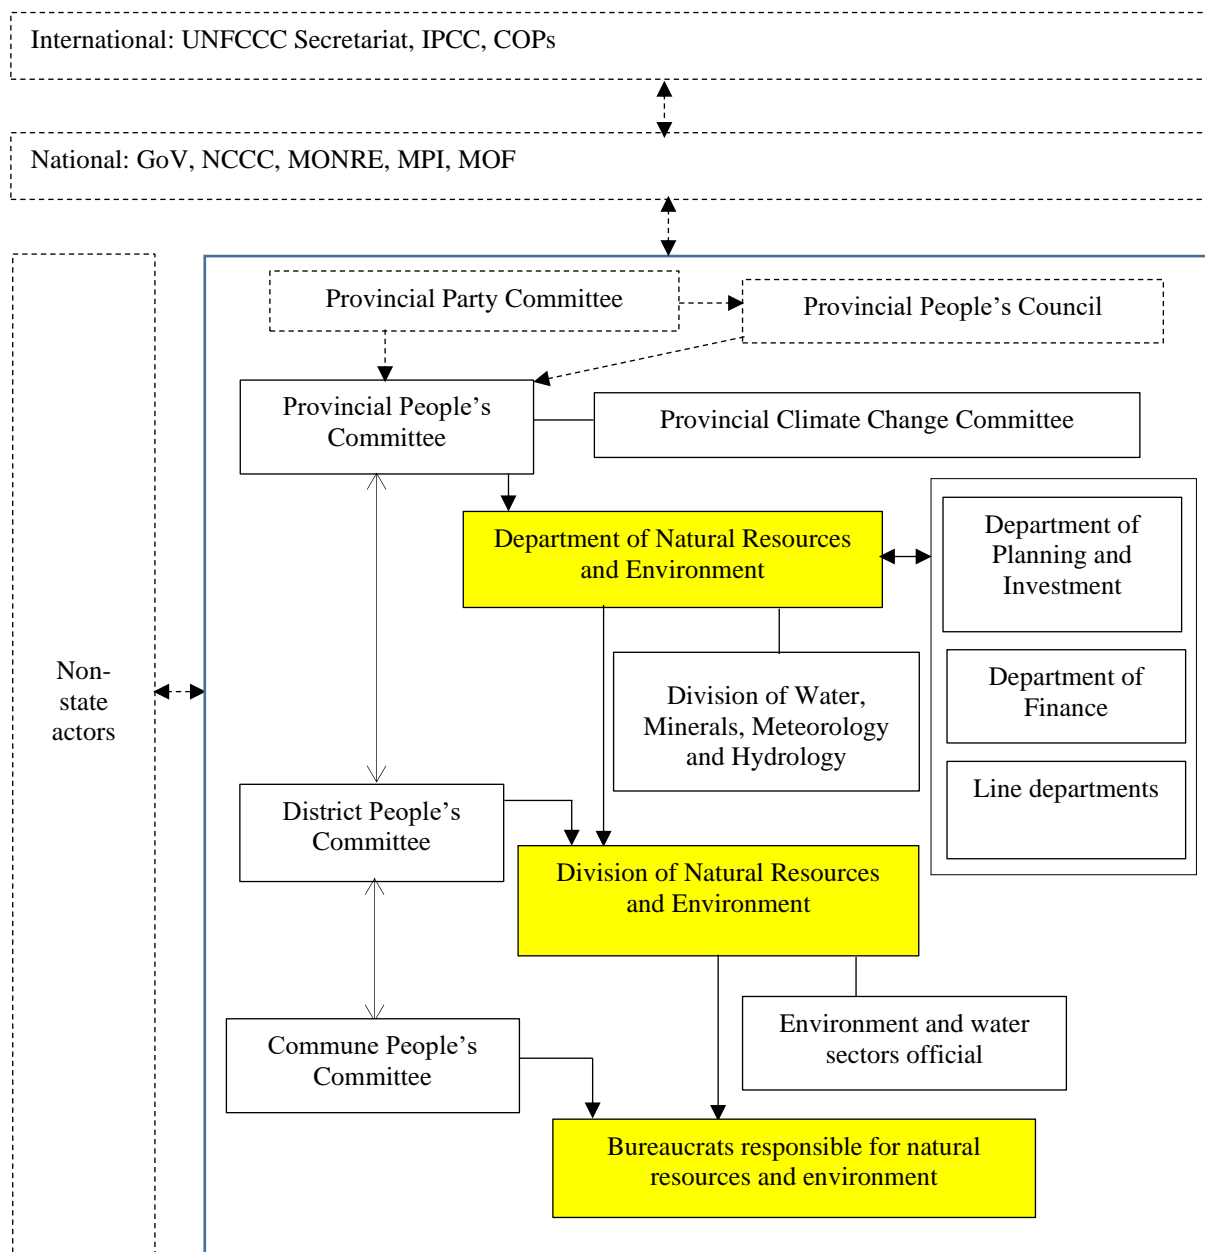 International: UNFCCC Secretariat, IPCC, COPs
National: GoV, NCCC, MONRE, MPI, MOF
Provincial Party Committee
Provincial People’s Council
Provincial People’s
Committee
Provincial Climate Change Committee
Department of Natural Resources
and Environment
Department of
Planning and
Investment
Department of
Finance
Line departments
Division of Water,
Minerals, Meteorology
and Hydrology
Non-
state
actors
District People’s
Committee
Division of Natural Resources
and Environment
Environment and water
sectors official
Commune People’s
Committee
Bureaucrats responsible for natural
resources and environment